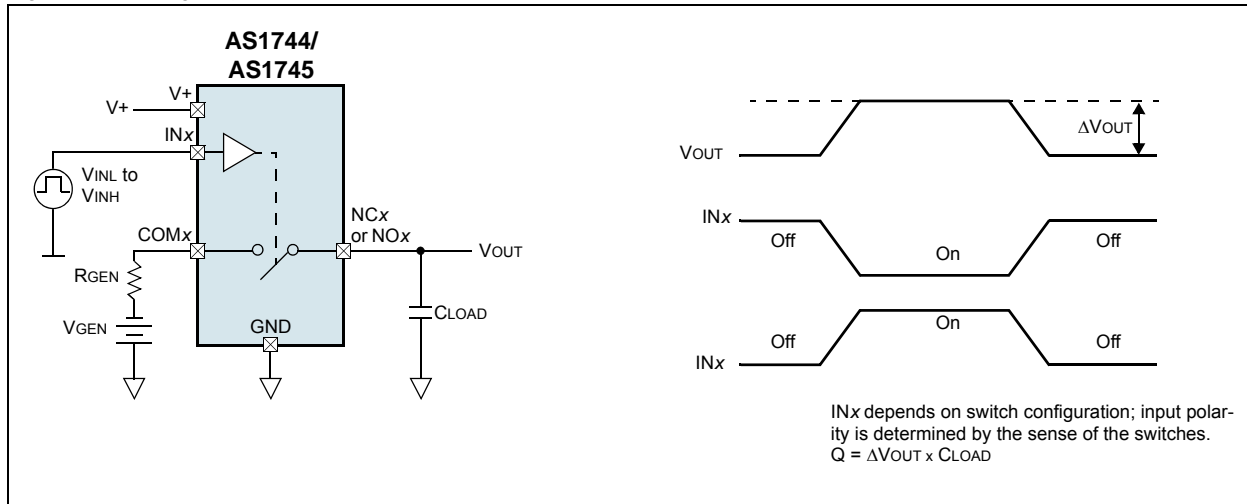 AS1744/
AS1745
V+
V+
INx
VINL to
VINH
COMx
NCx
or NOx
VOUT
RGEN
VGEN
GND
CLOAD
ΔVOUT
VOUT
INx
Off
On
Off
On
Off
Off
INx
INx depends on switch configuration; input polar-
ity is determined by the sense of the switches.
Q = ΔVOUT x CLOAD